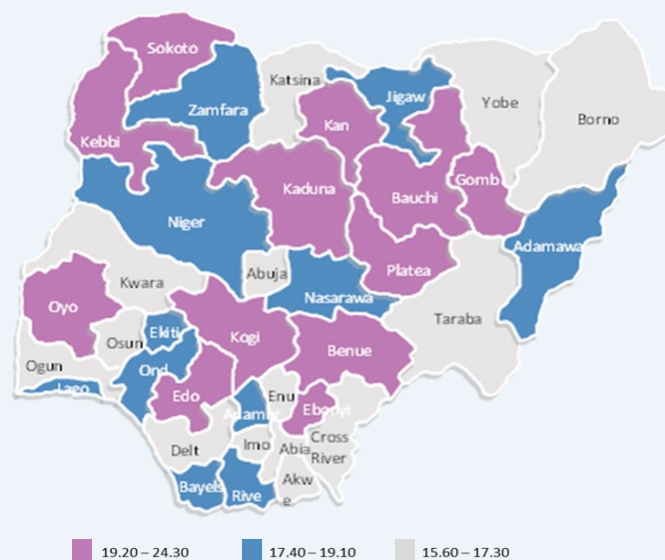 Sokoto
Katsina
Jigaw
Zamfara
Yobe
Borno
Kan
Kebbi
Gomb
Kaduna
Bauchi
Niger
Adamawa
Abuja
Platea
Kwara
Nasarawa
Oyo
Taraba
Ekiti
Kogi
Osun
Benue
Ogun
Ond
Lago
Edo
Enu
Ebonyi
Anambr
Cross
River
Delt
Imo
Abia
Akw
e
Bayels
Rive
19.20 – 24.30
17.40 – 19.10
15.60 – 17.30